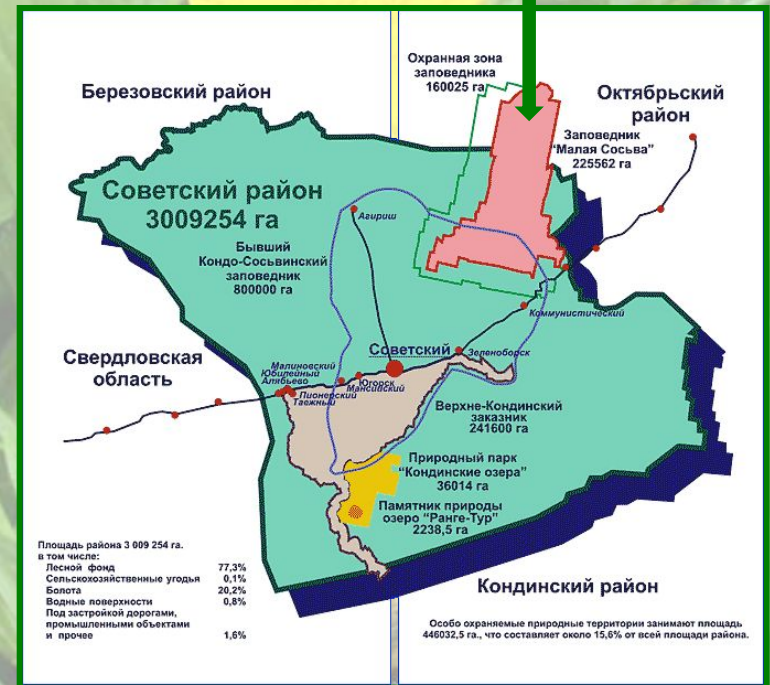 Охранная зона
заповедника
160025 га
Березовский район
Октябрьский
район
Заповедник
"Малая Сосьва"
225562 га
Советский район
3009254 га
Агириш
Бывший
Кондо-Сосьвинский
заповедник
800000 га
Коммунистический
Свердловская
область
Советский
Зеленоборск
Малиновский
Юбилейный
Алябьево
Югорск
Мансийский
Пионерский
Таежный
Верхне-Кондинский
заказник
241600 га
Природный парк
"Кондинские озера"
36014 га
Памятник природы
озеро "Ранге-Тур"
2238,5 га
Площадь района 3 009 254 га.
в том числе:
Лесной фонд 77,3%
Сельскохозяйственные угодья 0,1%
Болота 20,2%
Водные поверхности 0,8%
Под застройкой дорогами,
промышленными объектами
и прочее 1,6%
Кондинский район
Особо охраняемые природные территории занимают площадь
446032,5 га., что составляет около 15,6% от всей площади района.